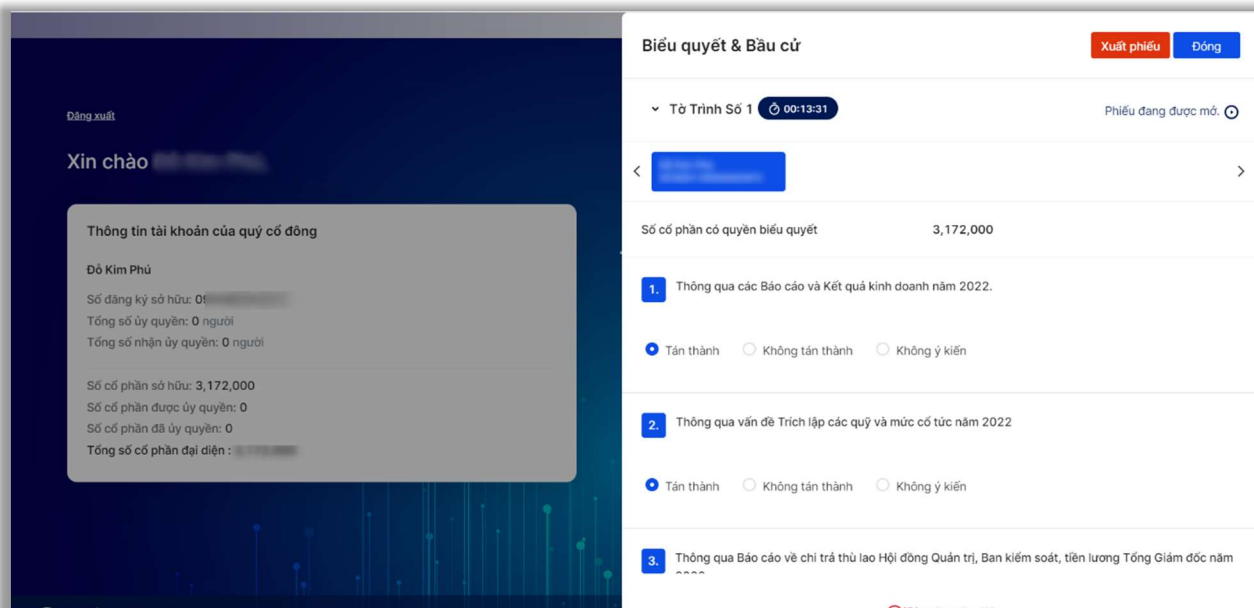 Đăng xuất
Xin chào
Thông tin tài khoản của quý cổ đông
Đỗ Kim Phú
Số đăng ký sở hữu: 09
Tổng số ủy quyền: 0 người
Tổng số nhận ủy quyền: 0 người
Số cổ phần sở hữu: 3,172,000
Số cổ phần được ủy quyền: 0
Số cổ phần đã ủy quyền: 0
Tổng số cổ phần đại diện :
Biểu quyết & Bầu cử
Xuất phiếu
Đóng
Tờ Trình Số 1
00:13:31
Phiếu đang được mở.
Số cổ phần có quyền biểu quyết 3,172,000
1. Thông qua các Báo cáo và Kết quả kinh doanh năm 2022.
Tán thành Không tán thành Không ý kiến
2. Thông qua vấn đề Trích lập các quỹ và mức cổ tức năm 2022
Tán thành Không tán thành Không ý kiến
3. Thông qua Báo cáo về chi trả thù lao Hội đồng Quản trị, Ban kiểm soát, tiền lương Tổng Giám đốc năm